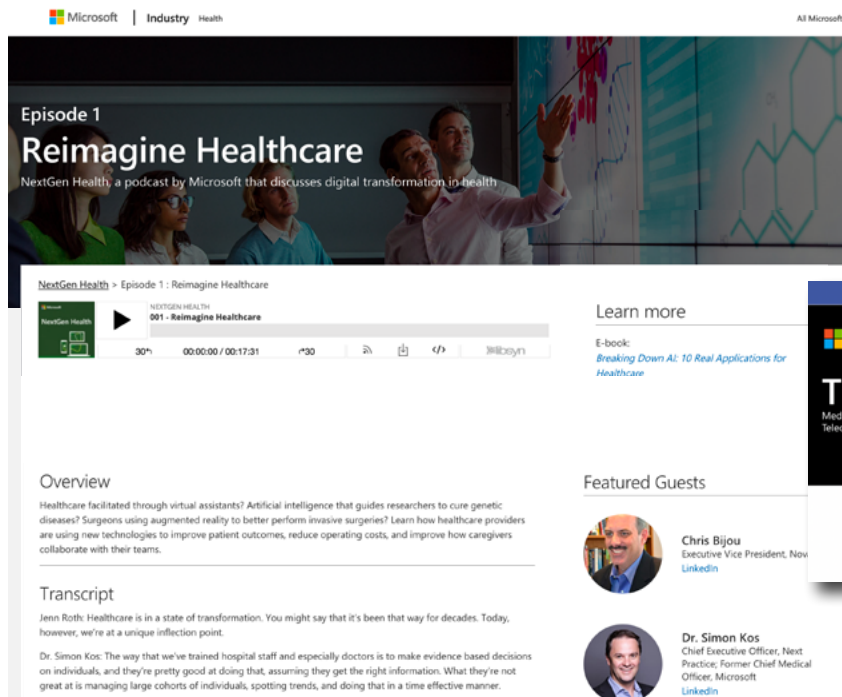 Microsoft | Industry Health
All Microsoft
Episode 1
Reimagine Healthcare
NextGen Health, a podcast by Microsoft that discusses digital transformation in health
NextGen Health > Episode 1 : Reimagine Healthcare
Microsoft
NextGen Health
NEXTGEN HEALTH
001 - Reimagine Healthcare
30
00:00:00 / 00:17:31
30
</>
libsyn
Learn more
E-book:
Breaking Down AI: 10 Real Applications for
Healthcare
T
Med
Tele
Overview
Healthcare facilitated through virtual assistants? Artificial intelligence that guides researchers to cure genetic
diseases? Surgeons using augmented reality to better perform invasive surgeries? Learn how healthcare providers
are using new technologies to improve patient outcomes, reduce operating costs, and improve how caregivers
collaborate with their teams.
Transcript
Jenn Roth: Healthcare is in a state of transformation. You might say that it's been that way for decades. Today,
however, we're at a unique inflection point.
Dr. Simon Kos: The way that we've trained hospital staff and especially doctors is to make evidence based decisions
on individuals, and they're pretty good at doing that, assuming they get the right information. What they're not
great at is managing large cohorts of individuals, spotting trends, and doing that in a time effective manner.
Featured Guests
Chris Bijou
Executive Vice President, Nov
LinkedIn
Dr. Simon Kos
Chief Executive Officer, Next
Practice; Former Chief Medical
Officer, Microsoft
LinkedIn